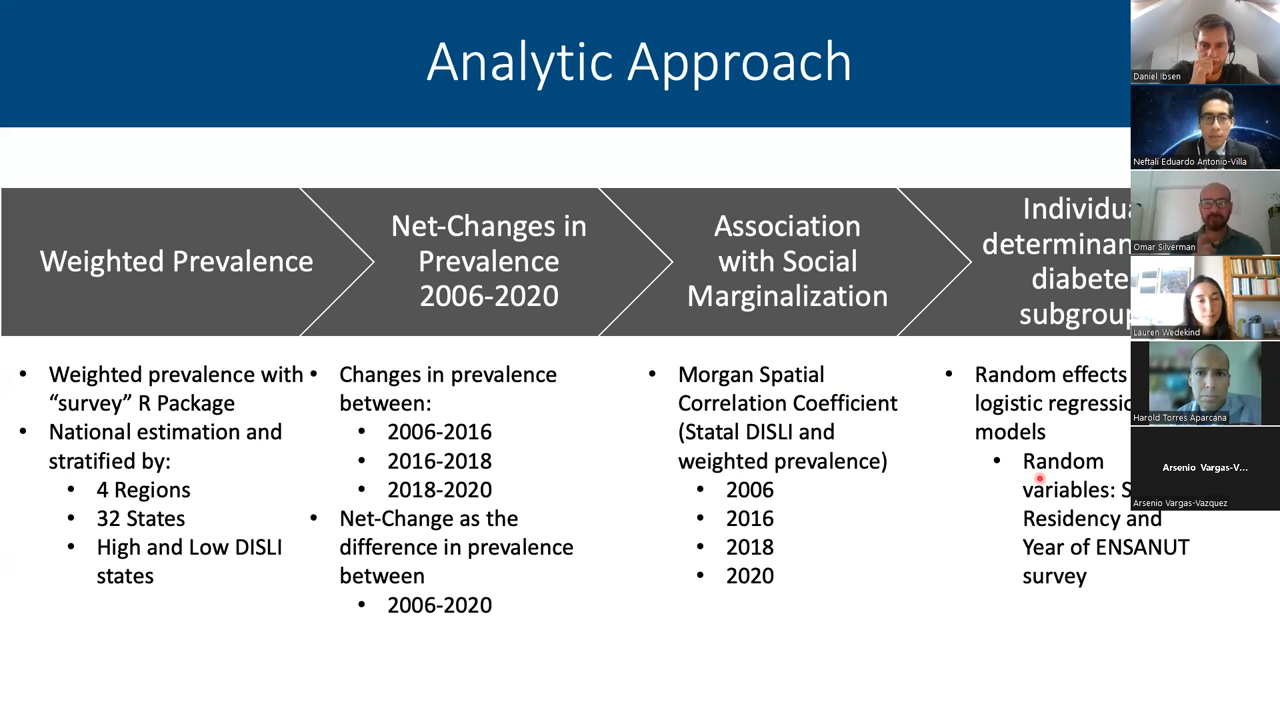 Analytic Approach
Weighted Prevalence
Net-Changes in
Prevalence
2006-2020
Association
with Social
Marginalization
• Weighted prevalence with
“survey” R Package
• National estimation and
stratified by:
• 4 Regions
• 32 States
• High and Low DISLI
states
• Changes in prevalence
between:
• 2006-2016
• 2016-2018
• 2018-2020
• Net-Change as the
difference in prevalence
between
• 2006-2020
• Morgan Spatial
Correlation Coefficient
(Statal DISLI and
weighted prevalence)
• 2006
• 2016
• 2018
• 2020
• Random effects
logistic
models
• Random
variables:
Residency and
Year of ENSANUT
survey
Daniel Ibsen
Neftali Eduardo Antonio-Villa
Omar Silverman
Lauren Wedekind
Harold Torres Aparcana
Arsenio Vargas-V...
Arsenio Vargas-Vazquez